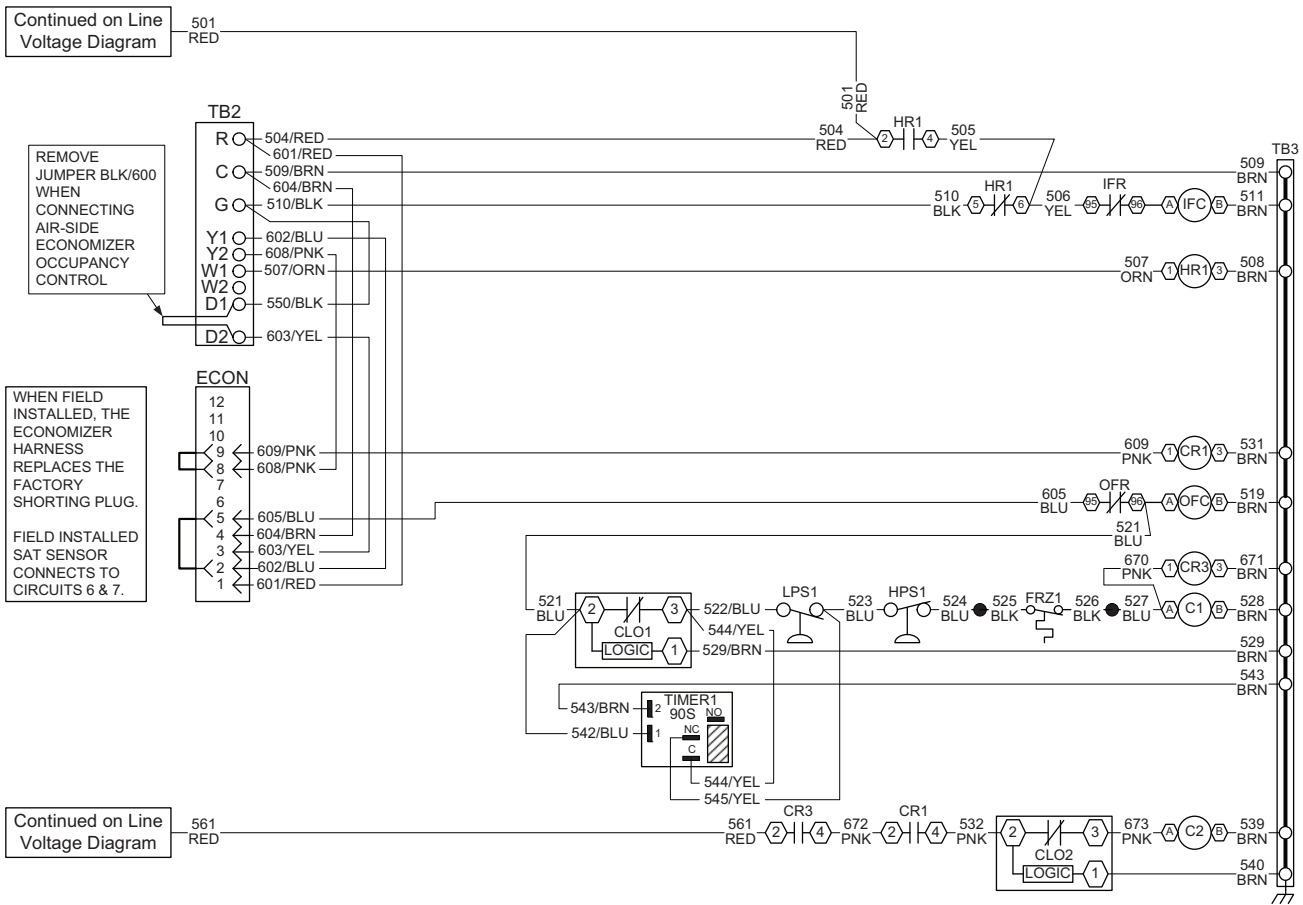 Continued on Line
Voltage Diagram
501
RED
501
RED
TB2
R
504/RED
601/RED
504
RED
2
HR1
4
505
YEL
TB3
REMOVE
JUMPER BLK/600
WHEN
CONNECTING
AIR-SIDE
ECONOMIZER
OCCUPANCY
CONTROL
C
509/BRN
604/BRN
509
BRN
G
510/BLK
510
BLK
5
HR1
6
506
YEL
95
IFR
96
A
IFC
B
511
BRN
Y1
602/BLU
Y2
608/PNK
W1
507/ORN
507
ORN
1
HR1
3
508
BRN
W2
D1
550/BLK
D2
603/YEL
ECON
WHEN FIELD
INSTALLED, THE
ECONOMIZER
HARNESS
REPLACES THE
FACTORY
SHORTING PLUG.
FIELD INSTALLED
SAT SENSOR
CONNECTS TO
CIRCUITS 6 & 7.
12
11
10
9
609/PNK
609
PNK
1
CR1
3
531
BRN
8
608/PNK
7
6
5
605/BLU
605
BLU
95
OFR
96
A
OFC
B
519
BRN
4
604/BRN
521
BLU
3
603/YEL
2
602/BLU
670
PNK
1
CR3
3
671
BRN
1
601/RED
521
BLU
2
CLO1
3
522/BLU
LPS1
523
BLU
HPS1
524
BLU
525
BLK
FRZ1
526
BLK
527
BLU
A
C1
B
528
BRN
544/YEL
LOGIC
1
529/BRN
529
BRN
543
BRN
543/BRN
2
TIMER1
90S
NO
542/BLU
1
NC
C
544/YEL
545/YEL
Continued on Line
Voltage Diagram
561
RED
561
RED
2
CR3
4
672
PNK
2
CR1
4
532
PNK
2
CLO2
3
673
PNK
A
C2
B
539
BRN
LOGIC
1
540
BRN